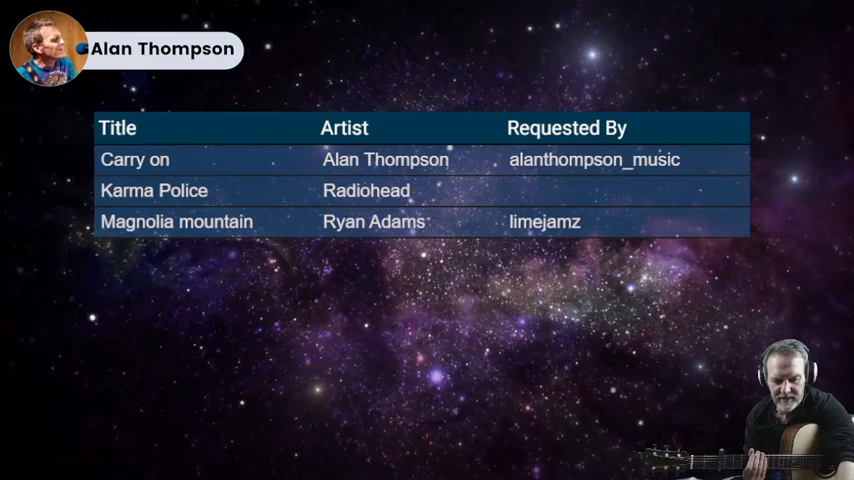 Alan Thompson
Title Artist Requested By
Carry on Alan Thompson alanthompson_music
Karma Police Radiohead
Magnolia mountain Ryan Adams limejamz